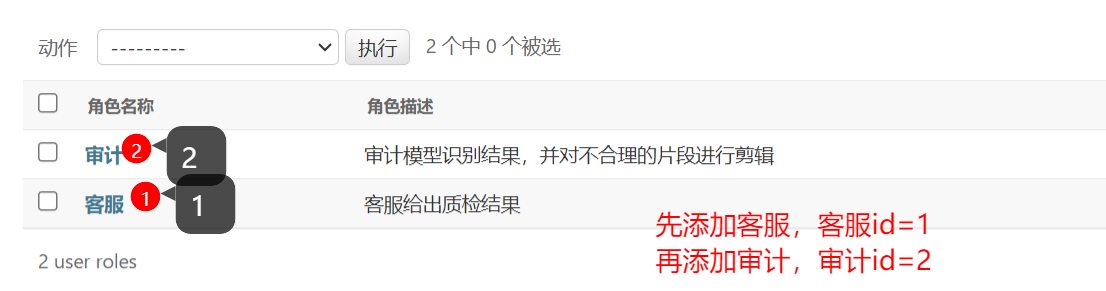 动作 --------- 执行 2 个中 0 个被选
角色名称 角色描述
审计 2 2 审计模型识别结果，并对不合理的片段进行剪辑
客服 1 1 客服给出质检结果
先添加客服，客服id=1
再添加审计，审计id=2
2 user roles